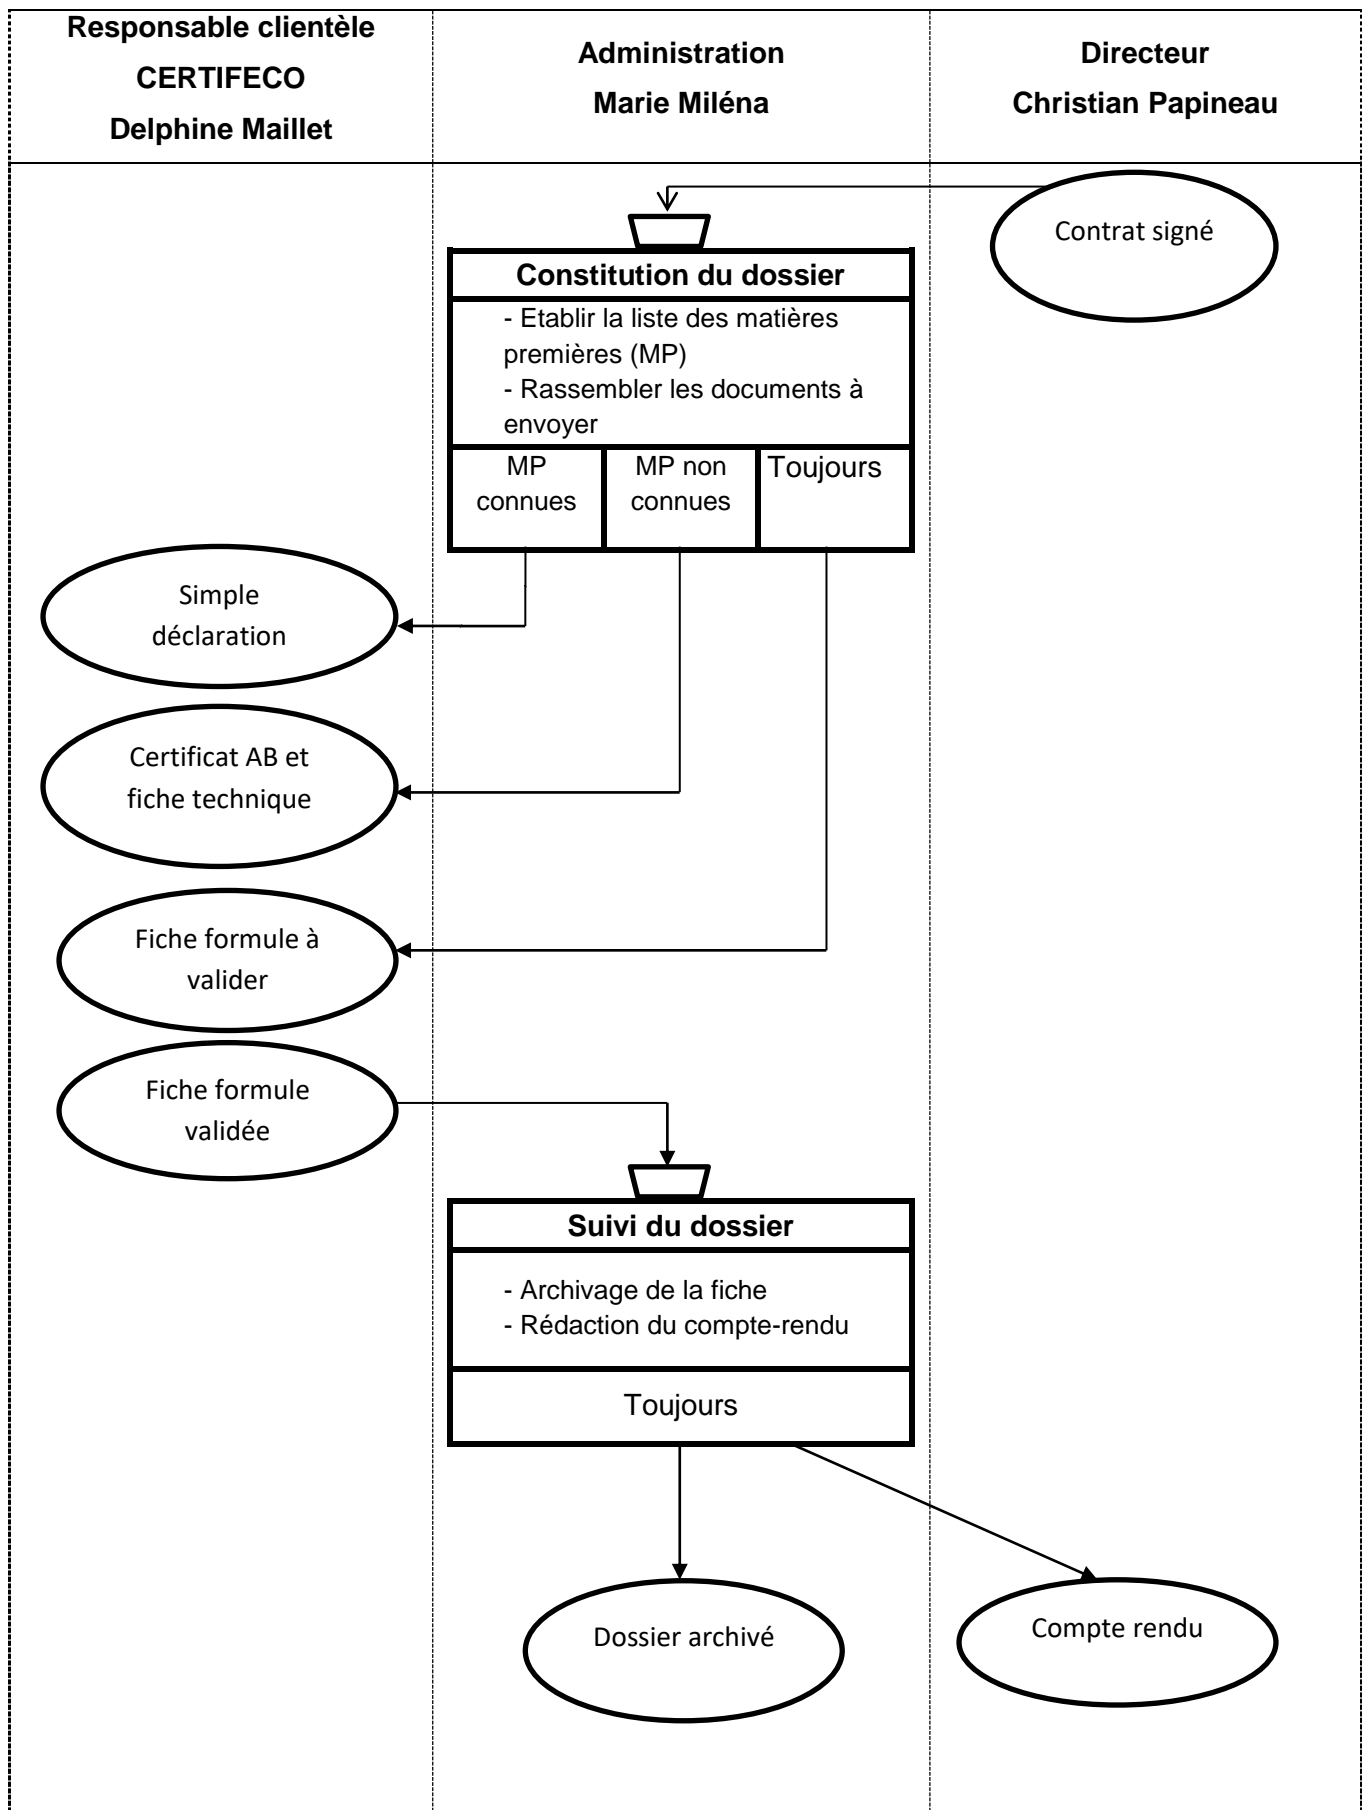 Responsable clientèle
CERTIFECO
Delphine Maillet
Administration
Marie Miléna
Directeur
Christian Papineau
Contrat signé
Constitution du dossier
- Etablir la liste des matières
premières (MP)
- Rassembler les documents à
envoyer
MP
connues
MP non
connues
Toujours
Simple
déclaration
Certificat AB et
fiche technique
Fiche formule à
valider
Fiche formule
validée
Suivi du dossier
- Archivage de la fiche
- Rédaction du compte-rendu
Toujours
Dossier archivé
Compte rendu